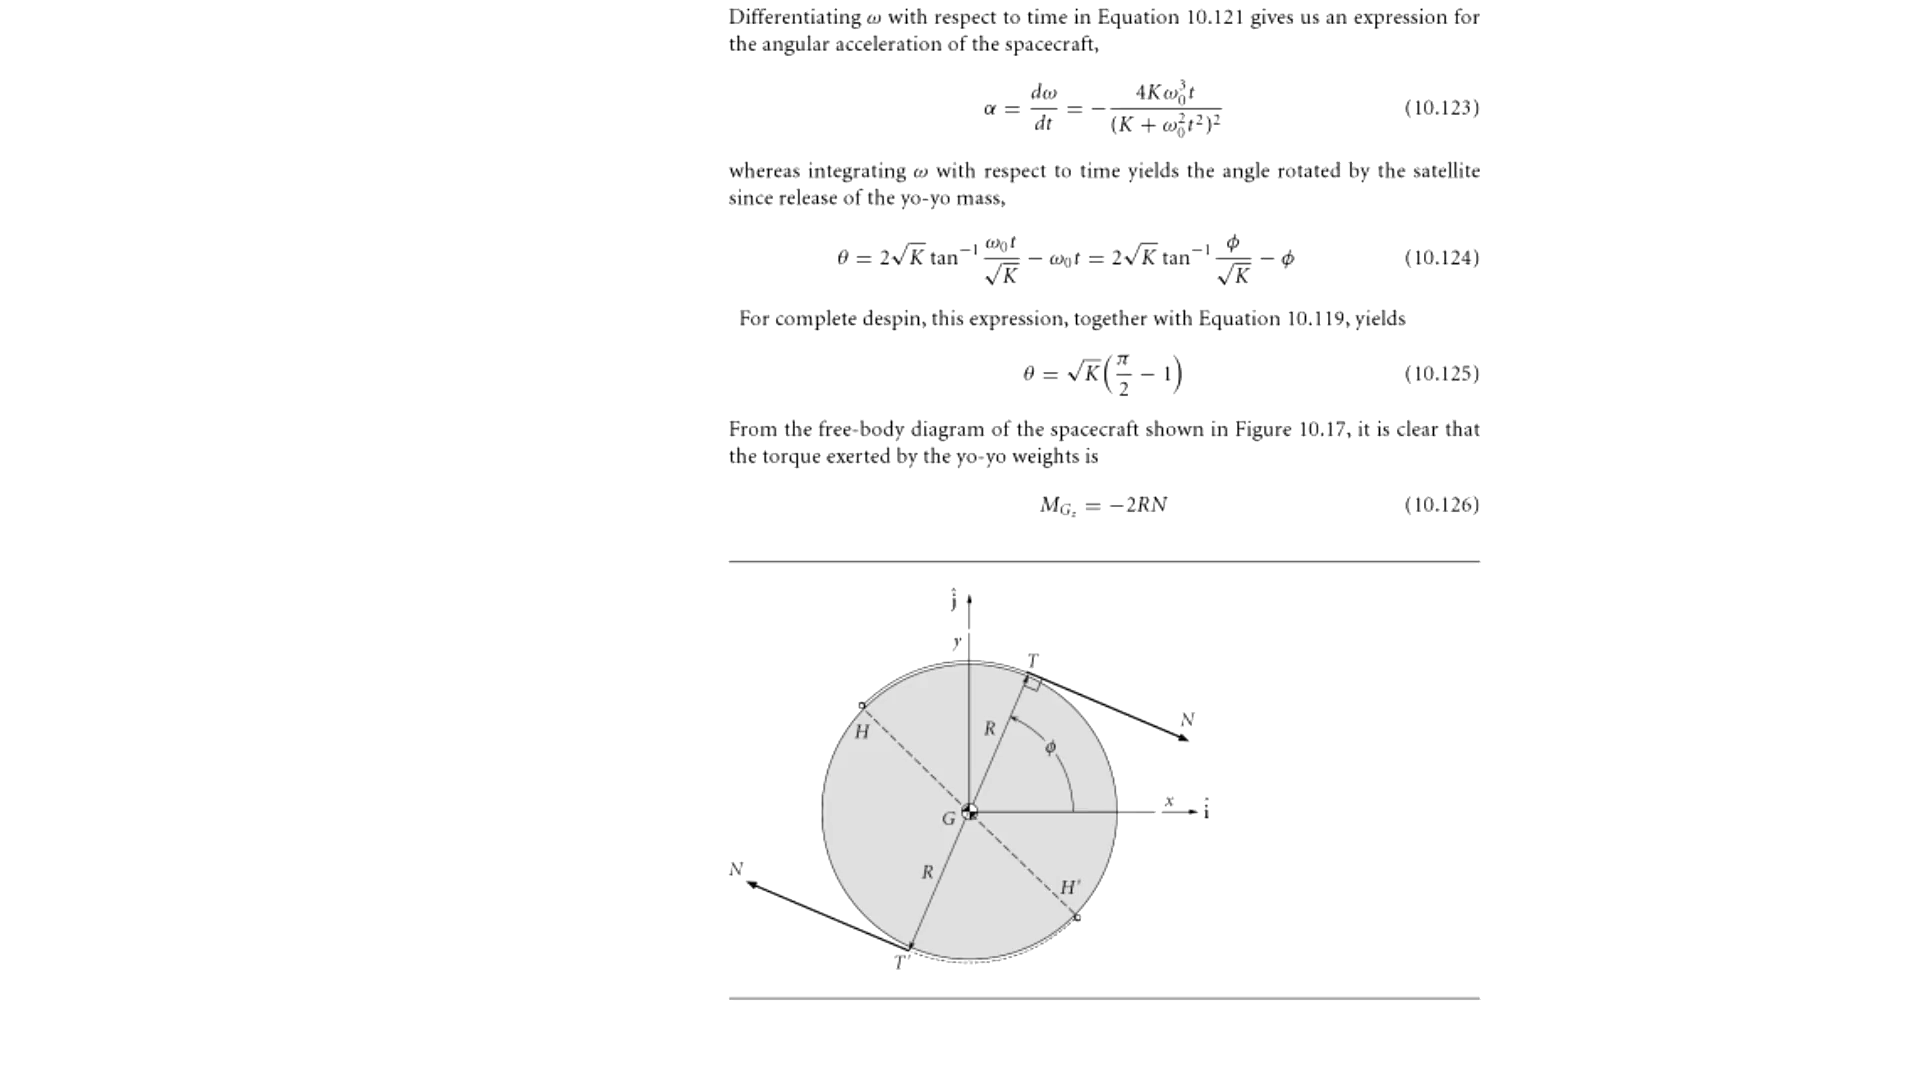 Differentiating ω with respect to time in Equation 10.121 gives us an expression for
the angular acceleration of the spacecraft,
α = dω/dt = − 4Kω₀³t/(K + ω₀²t²)² (10.123)
whereas integrating ω with respect to time yields the angle rotated by the satellite
since release of the yo-yo mass,
θ = 2√K tan⁻¹ ω₀t/√K − ω₀t = 2√K tan⁻¹ ϕ/√K − ϕ (10.124)
For complete despin, this expression, together with Equation 10.119, yields
θ = √K(π/2 − 1) (10.125)
From the free-body diagram of the spacecraft shown in Figure 10.17, it is clear that
the torque exerted by the yo-yo weights is
M_{G_z} = −2RN (10.126)
ĵ
y
T
N
H
R
ϕ
x
î
G
R
H'
N
T'